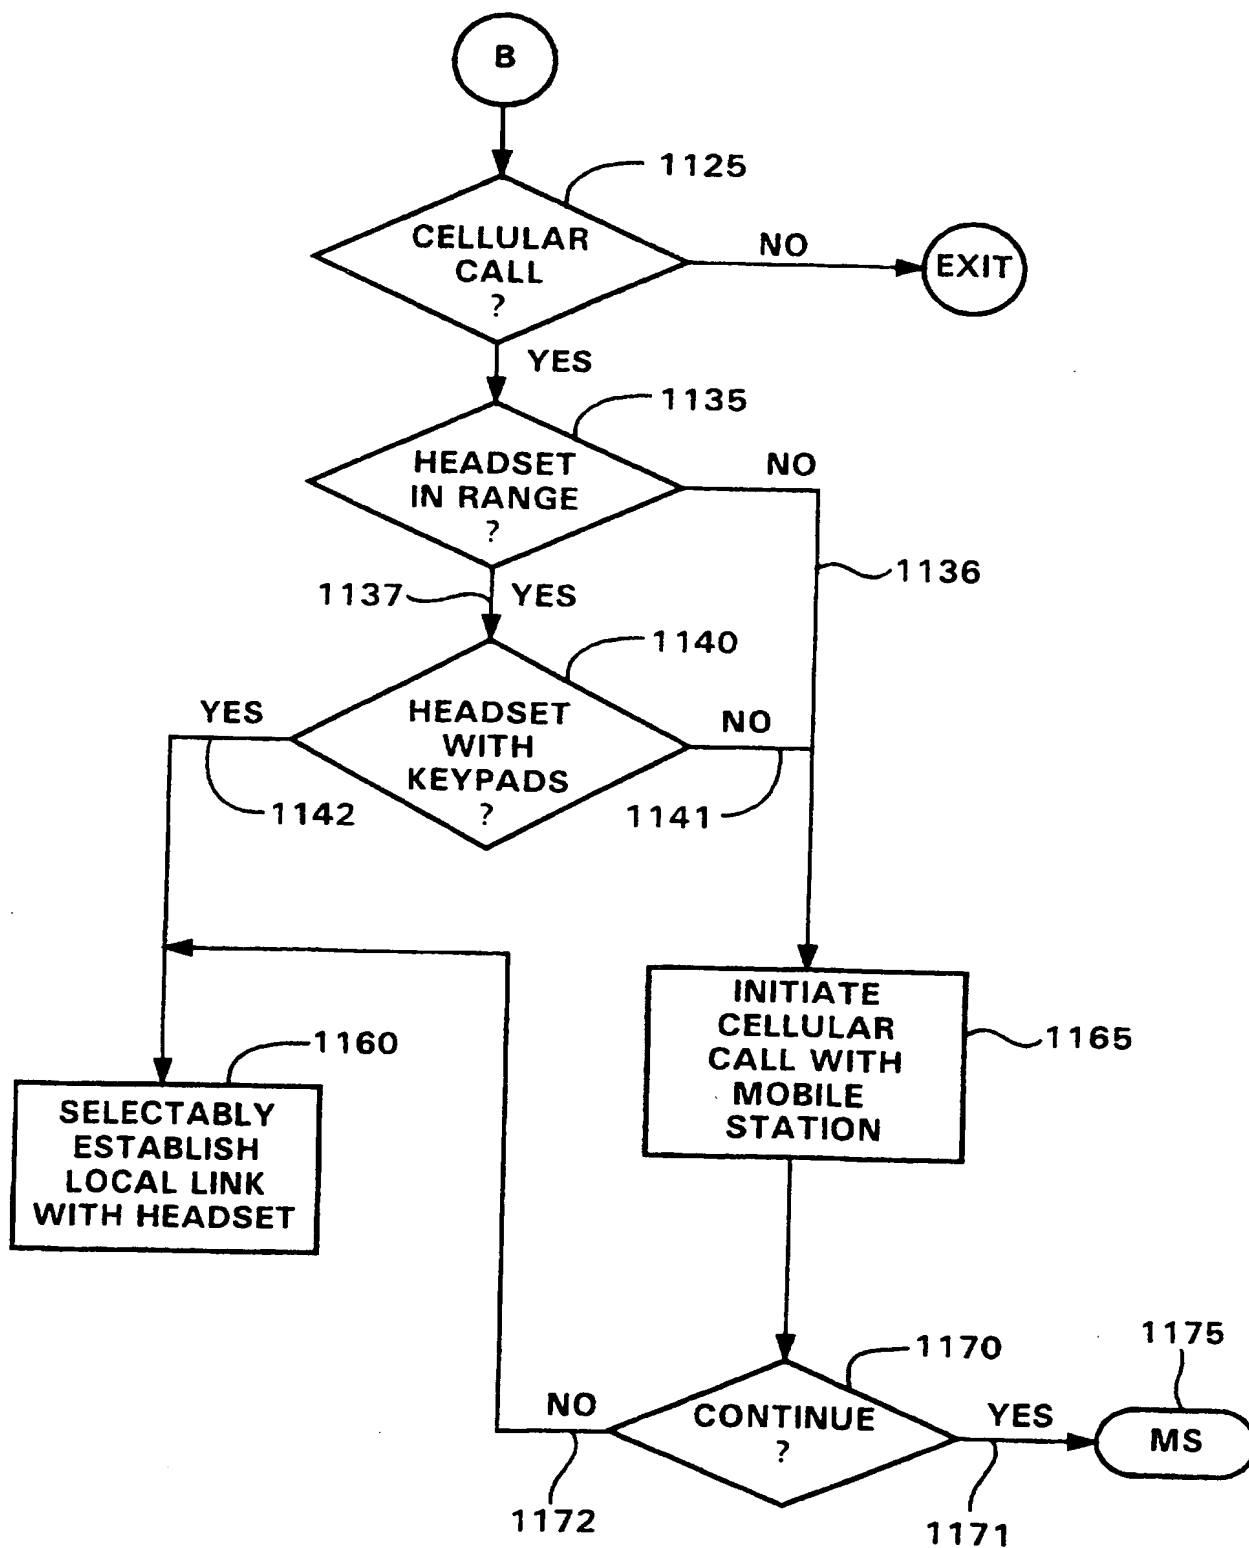 B
1125
CELLULAR
CALL
?
NO
EXIT
YES
1135
HEADSET
IN RANGE
?
NO
1136
1137
YES
1140
HEADSET
WITH
KEYPADS
?
YES
NO
1142
1141
INITIATE
CELLULAR
CALL WITH
MOBILE
STATION
1165
1160
SELECTABLY
ESTABLISH
LOCAL LINK
WITH HEADSET
1170
CONTINUE
?
NO
YES
1175
MS
1172
1171